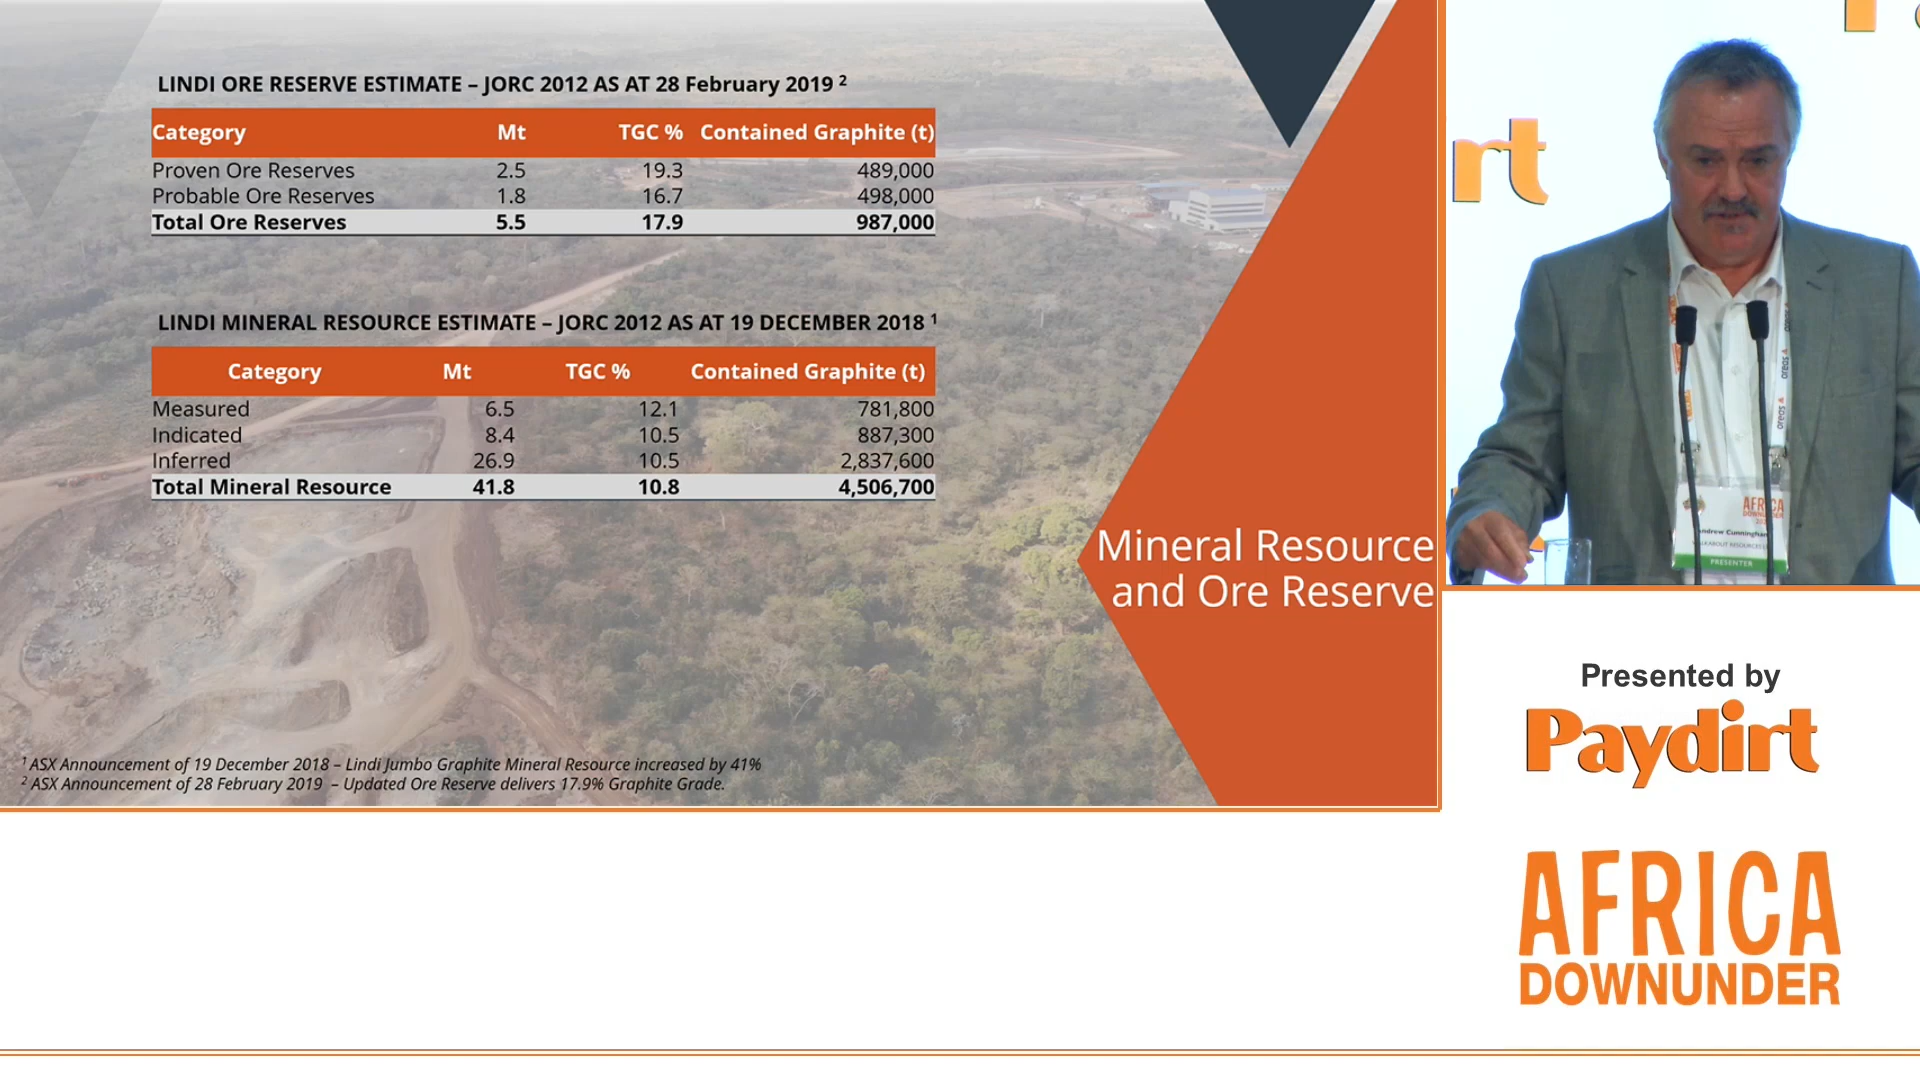 LINDI ORE RESERVE ESTIMATE – JORC 2012 AS AT 28 February 2019 ²
Category Mt TGC % Contained Graphite (t)
Proven Ore Reserves 2.5 19.3 489,000
Probable Ore Reserves 1.8 16.7 498,000
Total Ore Reserves 5.5 17.9 987,000
LINDI MINERAL RESOURCE ESTIMATE – JORC 2012 AS AT 19 DECEMBER 2018 ¹
Category Mt TGC % Contained Graphite (t)
Measured 6.5 12.1 781,800
Indicated 8.4 10.5 887,300
Inferred 26.9 10.5 2,837,600
Total Mineral Resource 41.8 10.8 4,506,700
Mineral Resource
and Ore Reserve
¹ ASX Announcement of 19 December 2018 – Lindi Jumbo Graphite Mineral Resource increased by 41%
² ASX Announcement of 28 February 2019 – Updated Ore Reserve delivers 17.9% Graphite Grade.
rt
areas
areas
AFRICA
DOWNUNDER
ndrew Cunningham
PRESENTER
Presented by
Paydirt
AFRICA
DOWNUNDER